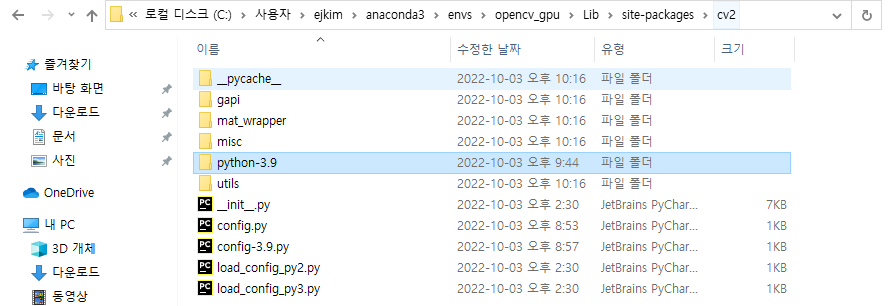 « 로컬 디스크 (C:) > 사용자 > ejkim > anaconda3 > envs > opencv_gpu > Lib > site-packages > cv2
이름 수정한 날짜 유형 크기
즐겨찾기
바탕 화면
다운로드
문서
사진
OneDrive
내 PC
3D 개체
다운로드
동영상
__pycache__ 2022-10-03 오후 10:16 파일 폴더
gapi 2022-10-03 오후 10:16 파일 폴더
mat_wrapper 2022-10-03 오후 10:16 파일 폴더
misc 2022-10-03 오후 10:16 파일 폴더
python-3.9 2022-10-03 오후 9:44 파일 폴더
utils 2022-10-03 오후 10:16 파일 폴더
__init__.py 2022-10-03 오후 2:30 JetBrains PyChar... 7KB
config.py 2022-10-03 오후 8:53 JetBrains PyChar... 1KB
config-3.9.py 2022-10-03 오후 8:57 JetBrains PyChar... 1KB
load_config_py2.py 2022-10-03 오후 2:30 JetBrains PyChar... 1KB
load_config_py3.py 2022-10-03 오후 2:30 JetBrains PyChar... 1KB